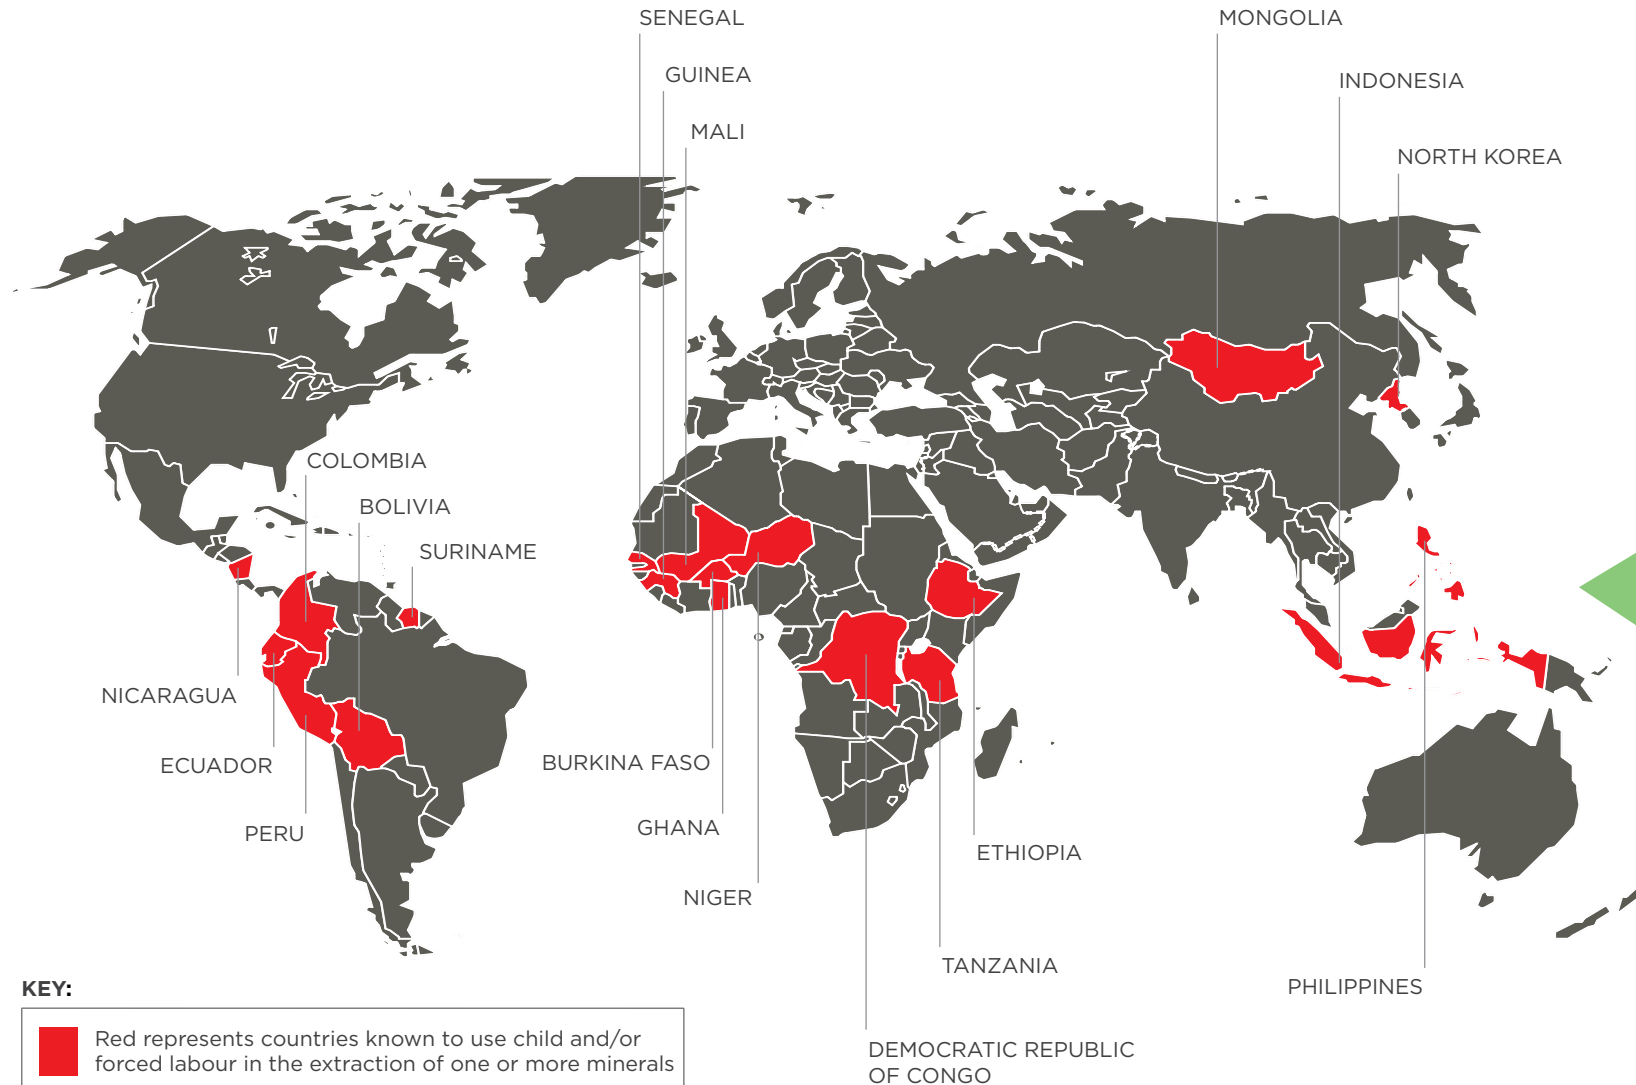 SENEGAL
MONGOLIA
GUINEA
INDONESIA
MALI
NORTH KOREA
COLOMBIA
BOLIVIA
SURINAME
NICARAGUA
ECUADOR
BURKINA FASO
PERU
GHANA
ETHIOPIA
NIGER
TANZANIA
PHILIPPINES
DEMOCRATIC REPUBLIC
OF CONGO
KEY:
Red represents countries known to use child and/or
forced labour in the extraction of one or more minerals